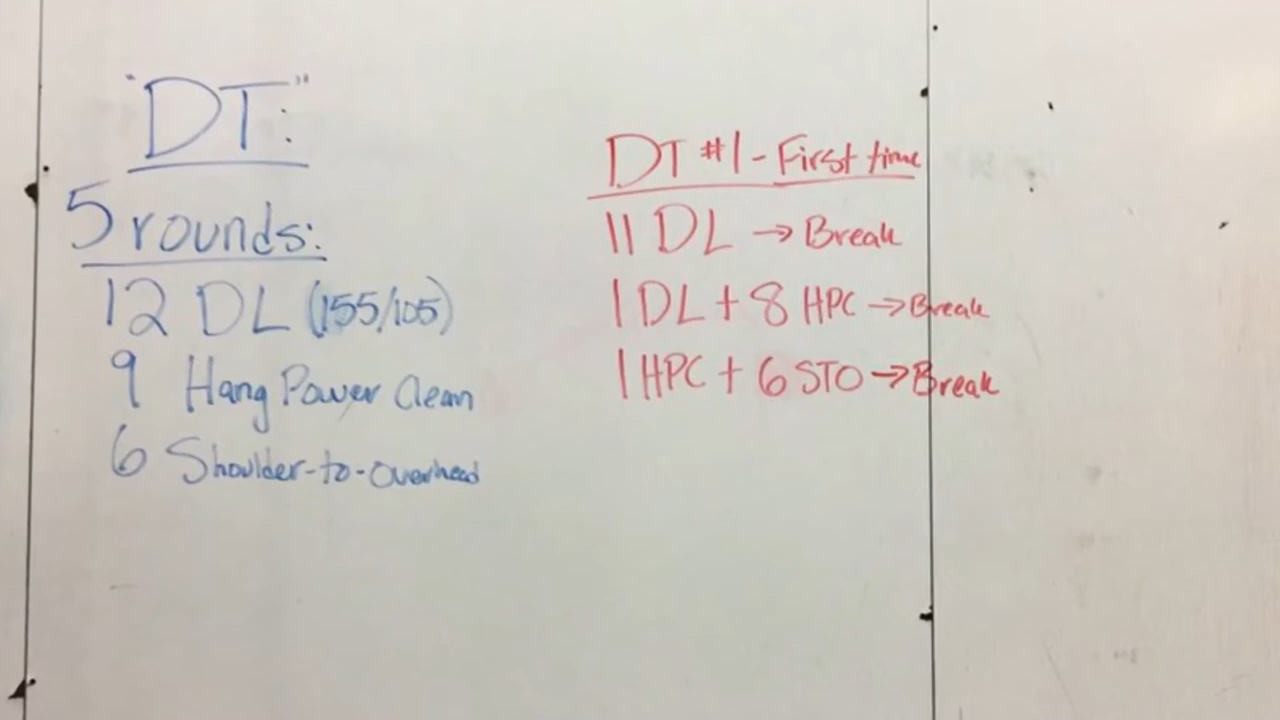 "DT:"
5 rounds:
12 DL (155/105)
9 Hang Power Clean
6 Shoulder-to-Overhead
DT #1 - First time
11 DL → Break
1 DL + 8 HPC → Break
1 HPC + 6 STO → Break